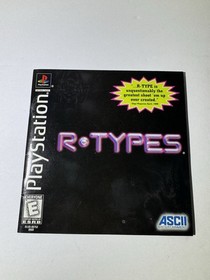 R-TYPE is
unquestionably the
greatest shoot 'em up
ever created.
PlayStation
R•TYPES
E
ASCII